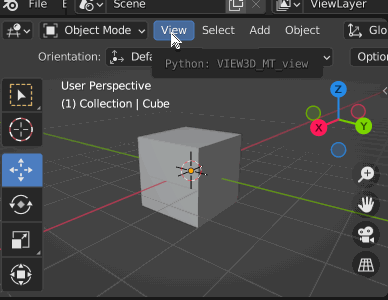 File E Scene ViewLayer
Object Mode View Select Add Object Glo
Orientation: Defa Option
Python: VIEW3D_MT_view
User Perspective
(1) Collection | Cube
Z
X Y